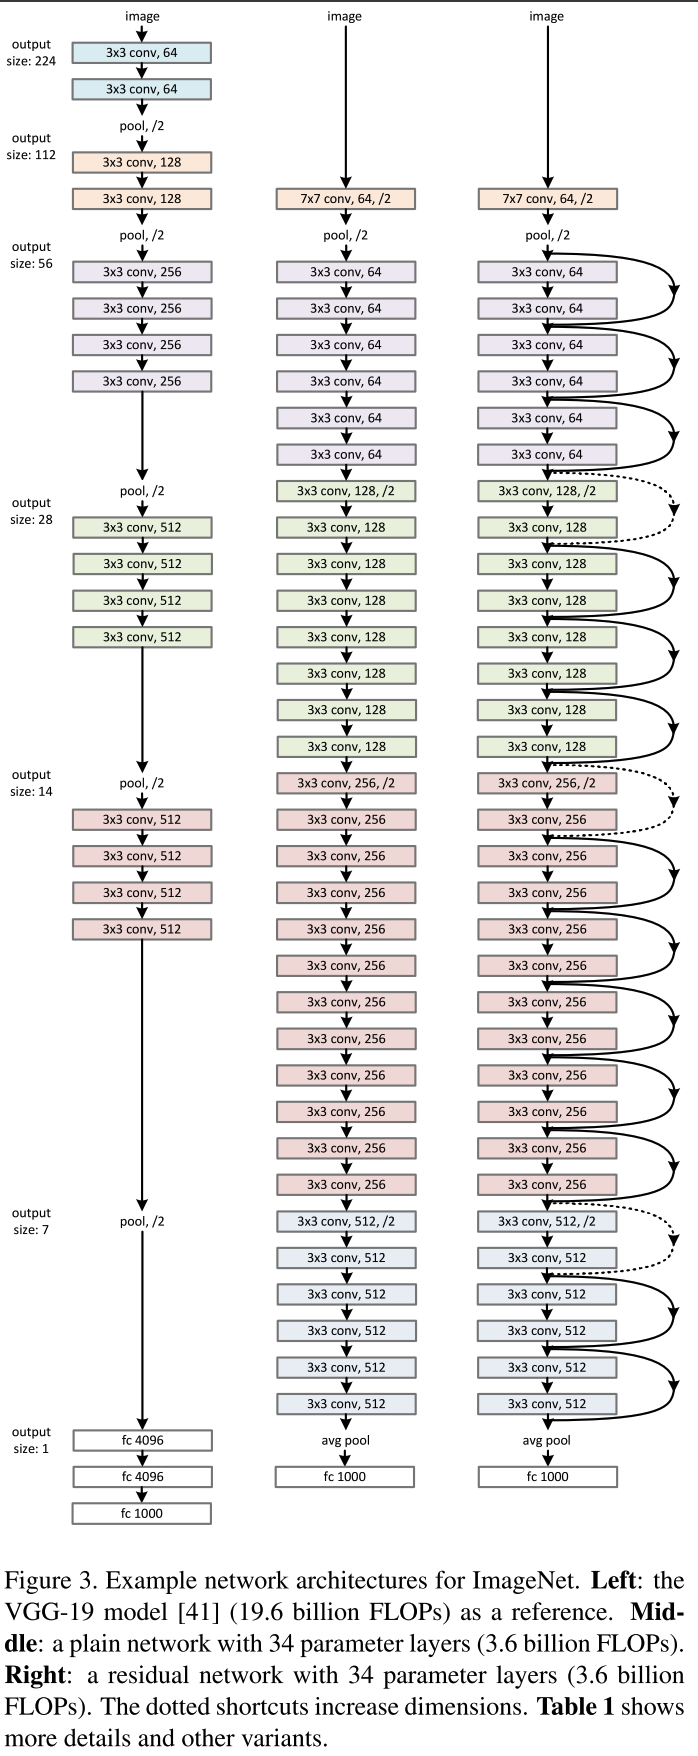 output
size: 224
output
size: 112
output
size: 56
output
size: 28
output
size: 14
output
size: 7
output
size: 1
image
3x3 conv, 64
3x3 conv, 64
pool, /2
3x3 conv, 128
3x3 conv, 128
pool, /2
3x3 conv, 256
3x3 conv, 256
3x3 conv, 256
3x3 conv, 256
pool, /2
3x3 conv, 512
3x3 conv, 512
3x3 conv, 512
3x3 conv, 512
pool, /2
3x3 conv, 512
3x3 conv, 512
3x3 conv, 512
3x3 conv, 512
pool, /2
fc 4096
fc 4096
fc 1000
image
7x7 conv, 64, /2
pool, /2
3x3 conv, 64
3x3 conv, 64
3x3 conv, 64
3x3 conv, 64
3x3 conv, 64
3x3 conv, 64
3x3 conv, 128, /2
3x3 conv, 128
3x3 conv, 128
3x3 conv, 128
3x3 conv, 128
3x3 conv, 128
3x3 conv, 128
3x3 conv, 128
3x3 conv, 256, /2
3x3 conv, 256
3x3 conv, 256
3x3 conv, 256
3x3 conv, 256
3x3 conv, 256
3x3 conv, 256
3x3 conv, 256
3x3 conv, 256
3x3 conv, 256
3x3 conv, 256
3x3 conv, 256
3x3 conv, 512, /2
3x3 conv, 512
3x3 conv, 512
3x3 conv, 512
3x3 conv, 512
3x3 conv, 512
avg pool
fc 1000
image
7x7 conv, 64, /2
pool, /2
3x3 conv, 64
3x3 conv, 64
3x3 conv, 64
3x3 conv, 64
3x3 conv, 64
3x3 conv, 64
3x3 conv, 128, /2
3x3 conv, 128
3x3 conv, 128
3x3 conv, 128
3x3 conv, 128
3x3 conv, 128
3x3 conv, 128
3x3 conv, 128
3x3 conv, 256, /2
3x3 conv, 256
3x3 conv, 256
3x3 conv, 256
3x3 conv, 256
3x3 conv, 256
3x3 conv, 256
3x3 conv, 256
3x3 conv, 256
3x3 conv, 256
3x3 conv, 256
3x3 conv, 256
3x3 conv, 512, /2
3x3 conv, 512
3x3 conv, 512
3x3 conv, 512
3x3 conv, 512
3x3 conv, 512
avg pool
fc 1000
Figure 3. Example network architectures for ImageNet. Left: the
VGG-19 model [41] (19.6 billion FLOPs) as a reference. Mid-
dle: a plain network with 34 parameter layers (3.6 billion FLOPs).
Right: a residual network with 34 parameter layers (3.6 billion
FLOPs). The dotted shortcuts increase dimensions. Table 1 shows
more details and other variants.